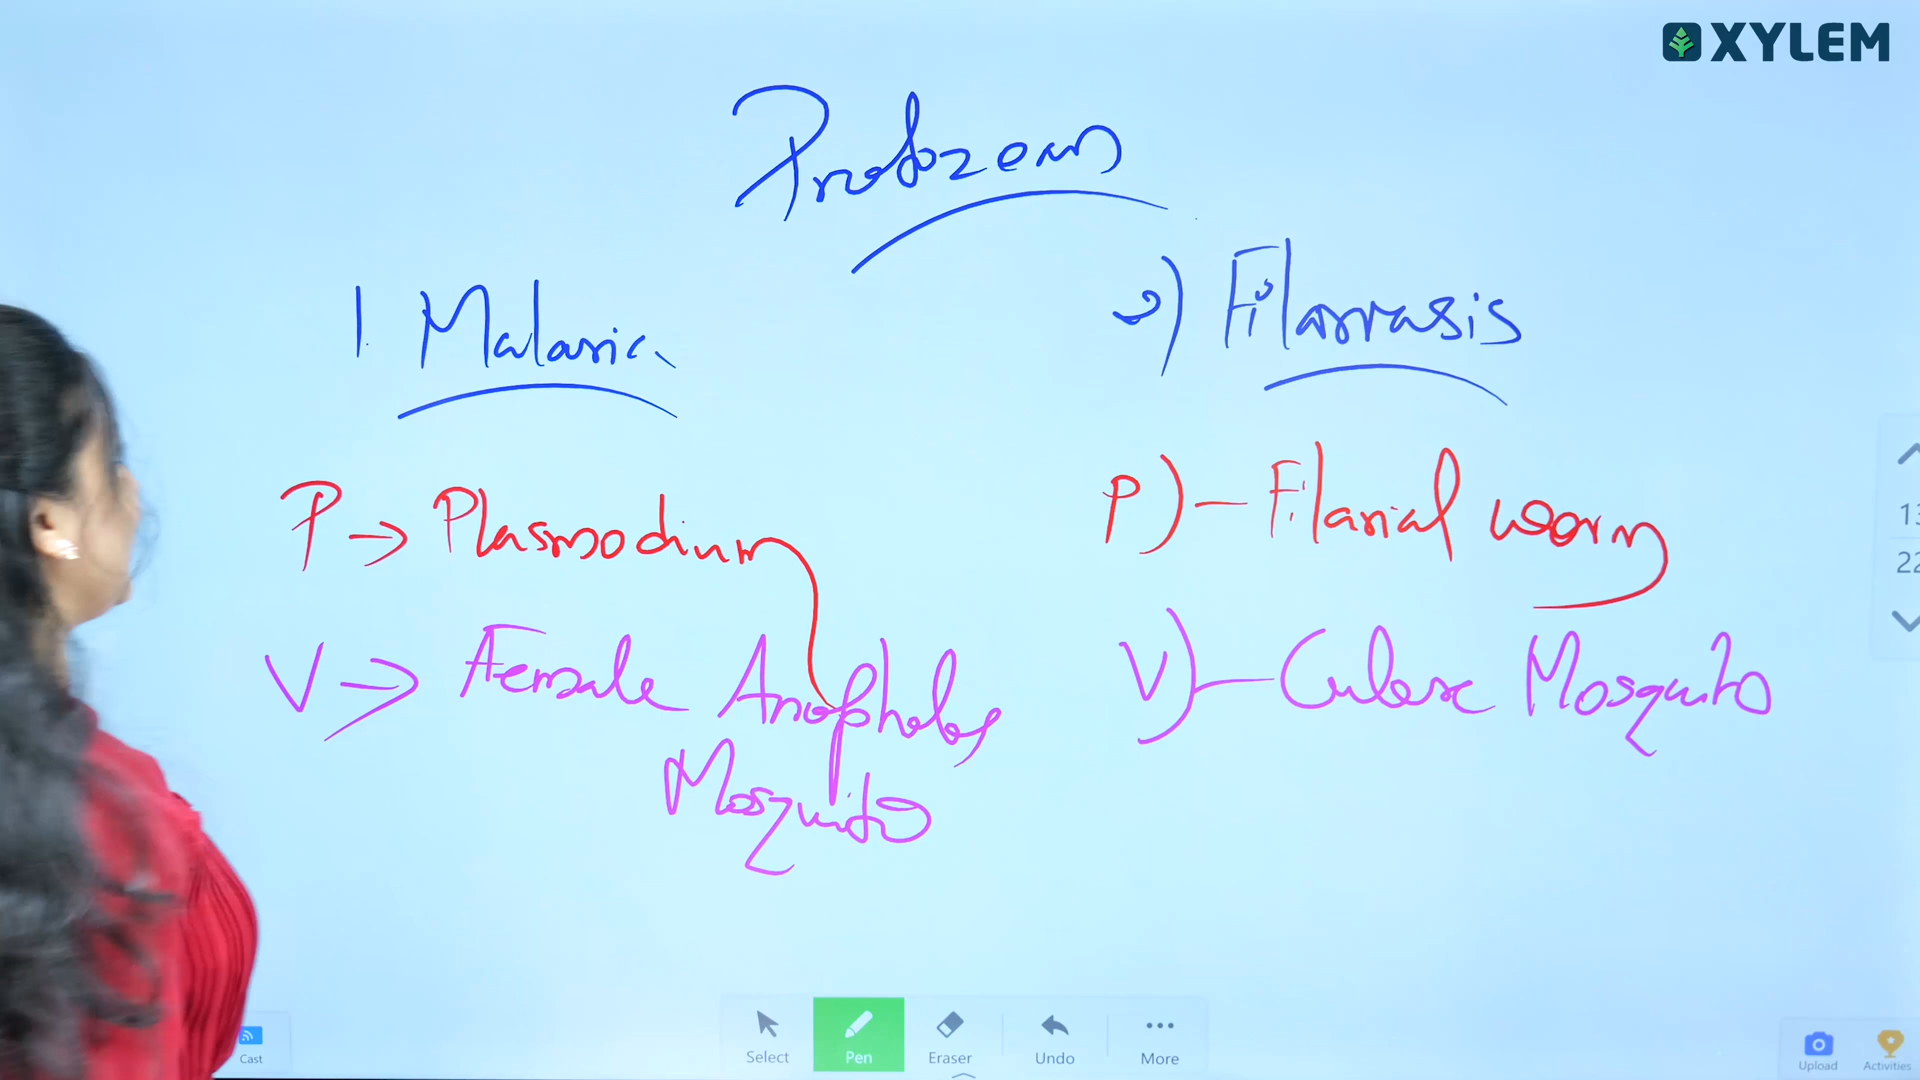 XYLEM
Protozoans
1. Malaria
P → Plasmodium
V → Female Anopheles
Mosquito
2) Filariasis
P) - Filarial worm
V) - Culex Mosquito
Cast
Select
Pen
Eraser
Undo
More
Upload
Activities